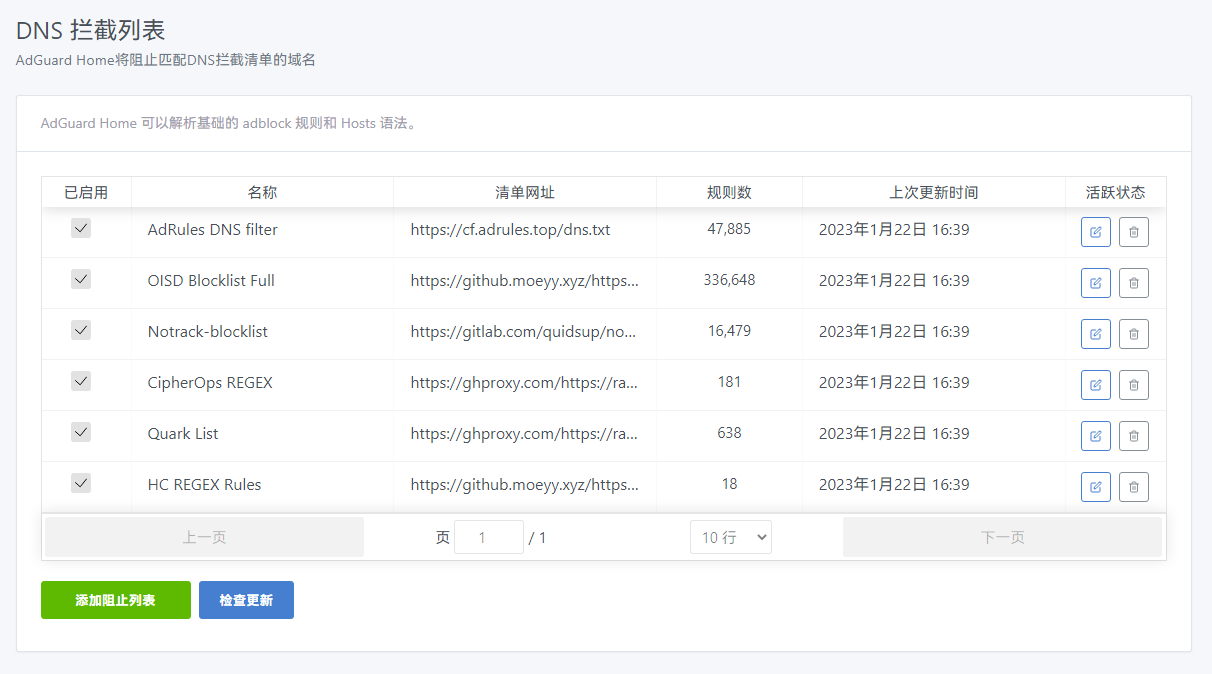 DNS 拦截列表
AdGuard Home将阻止匹配DNS拦截清单的域名
AdGuard Home 可以解析基础的 adblock 规则和 Hosts 语法。
已启用 名称 清单网址 规则数 上次更新时间 活跃状态
AdRules DNS filter https://cf.adrules.top/dns.txt 47,885 2023年1月22日 16:39
OISD Blocklist Full https://github.moeyy.xyz/https... 336,648 2023年1月22日 16:39
Notrack-blocklist https://gitlab.com/quidsup/no... 16,479 2023年1月22日 16:39
CipherOps REGEX https://ghproxy.com/https://ra... 181 2023年1月22日 16:39
Quark List https://ghproxy.com/https://ra... 638 2023年1月22日 16:39
HC REGEX Rules https://github.moeyy.xyz/https... 18 2023年1月22日 16:39
上一页 页 1 / 1 10 行 下一页
添加阻止列表 检查更新